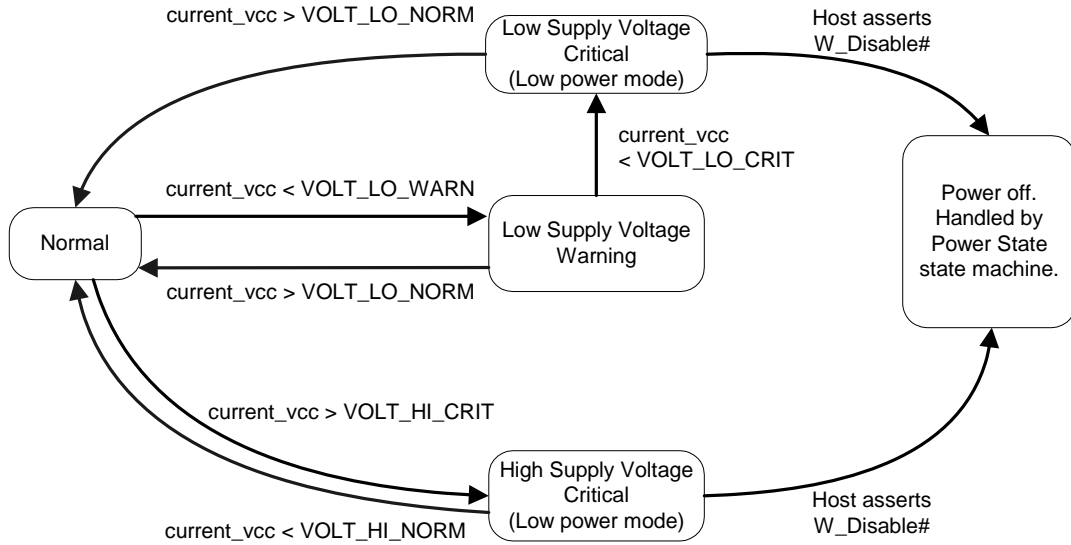 current_vcc > VOLT_LO_NORM
Low Supply Voltage
Critical
(Low power mode)
Host asserts
W_Disable#
current_vcc
< VOLT_LO_CRIT
current_vcc < VOLT_LO_WARN
Normal
Low Supply Voltage
Warning
Power off.
Handled by
Power State
state machine.
current_vcc > VOLT_LO_NORM
current_vcc > VOLT_HI_CRIT
High Supply Voltage
Critical
(Low power mode)
Host asserts
W_Disable#
current_vcc < VOLT_HI_NORM